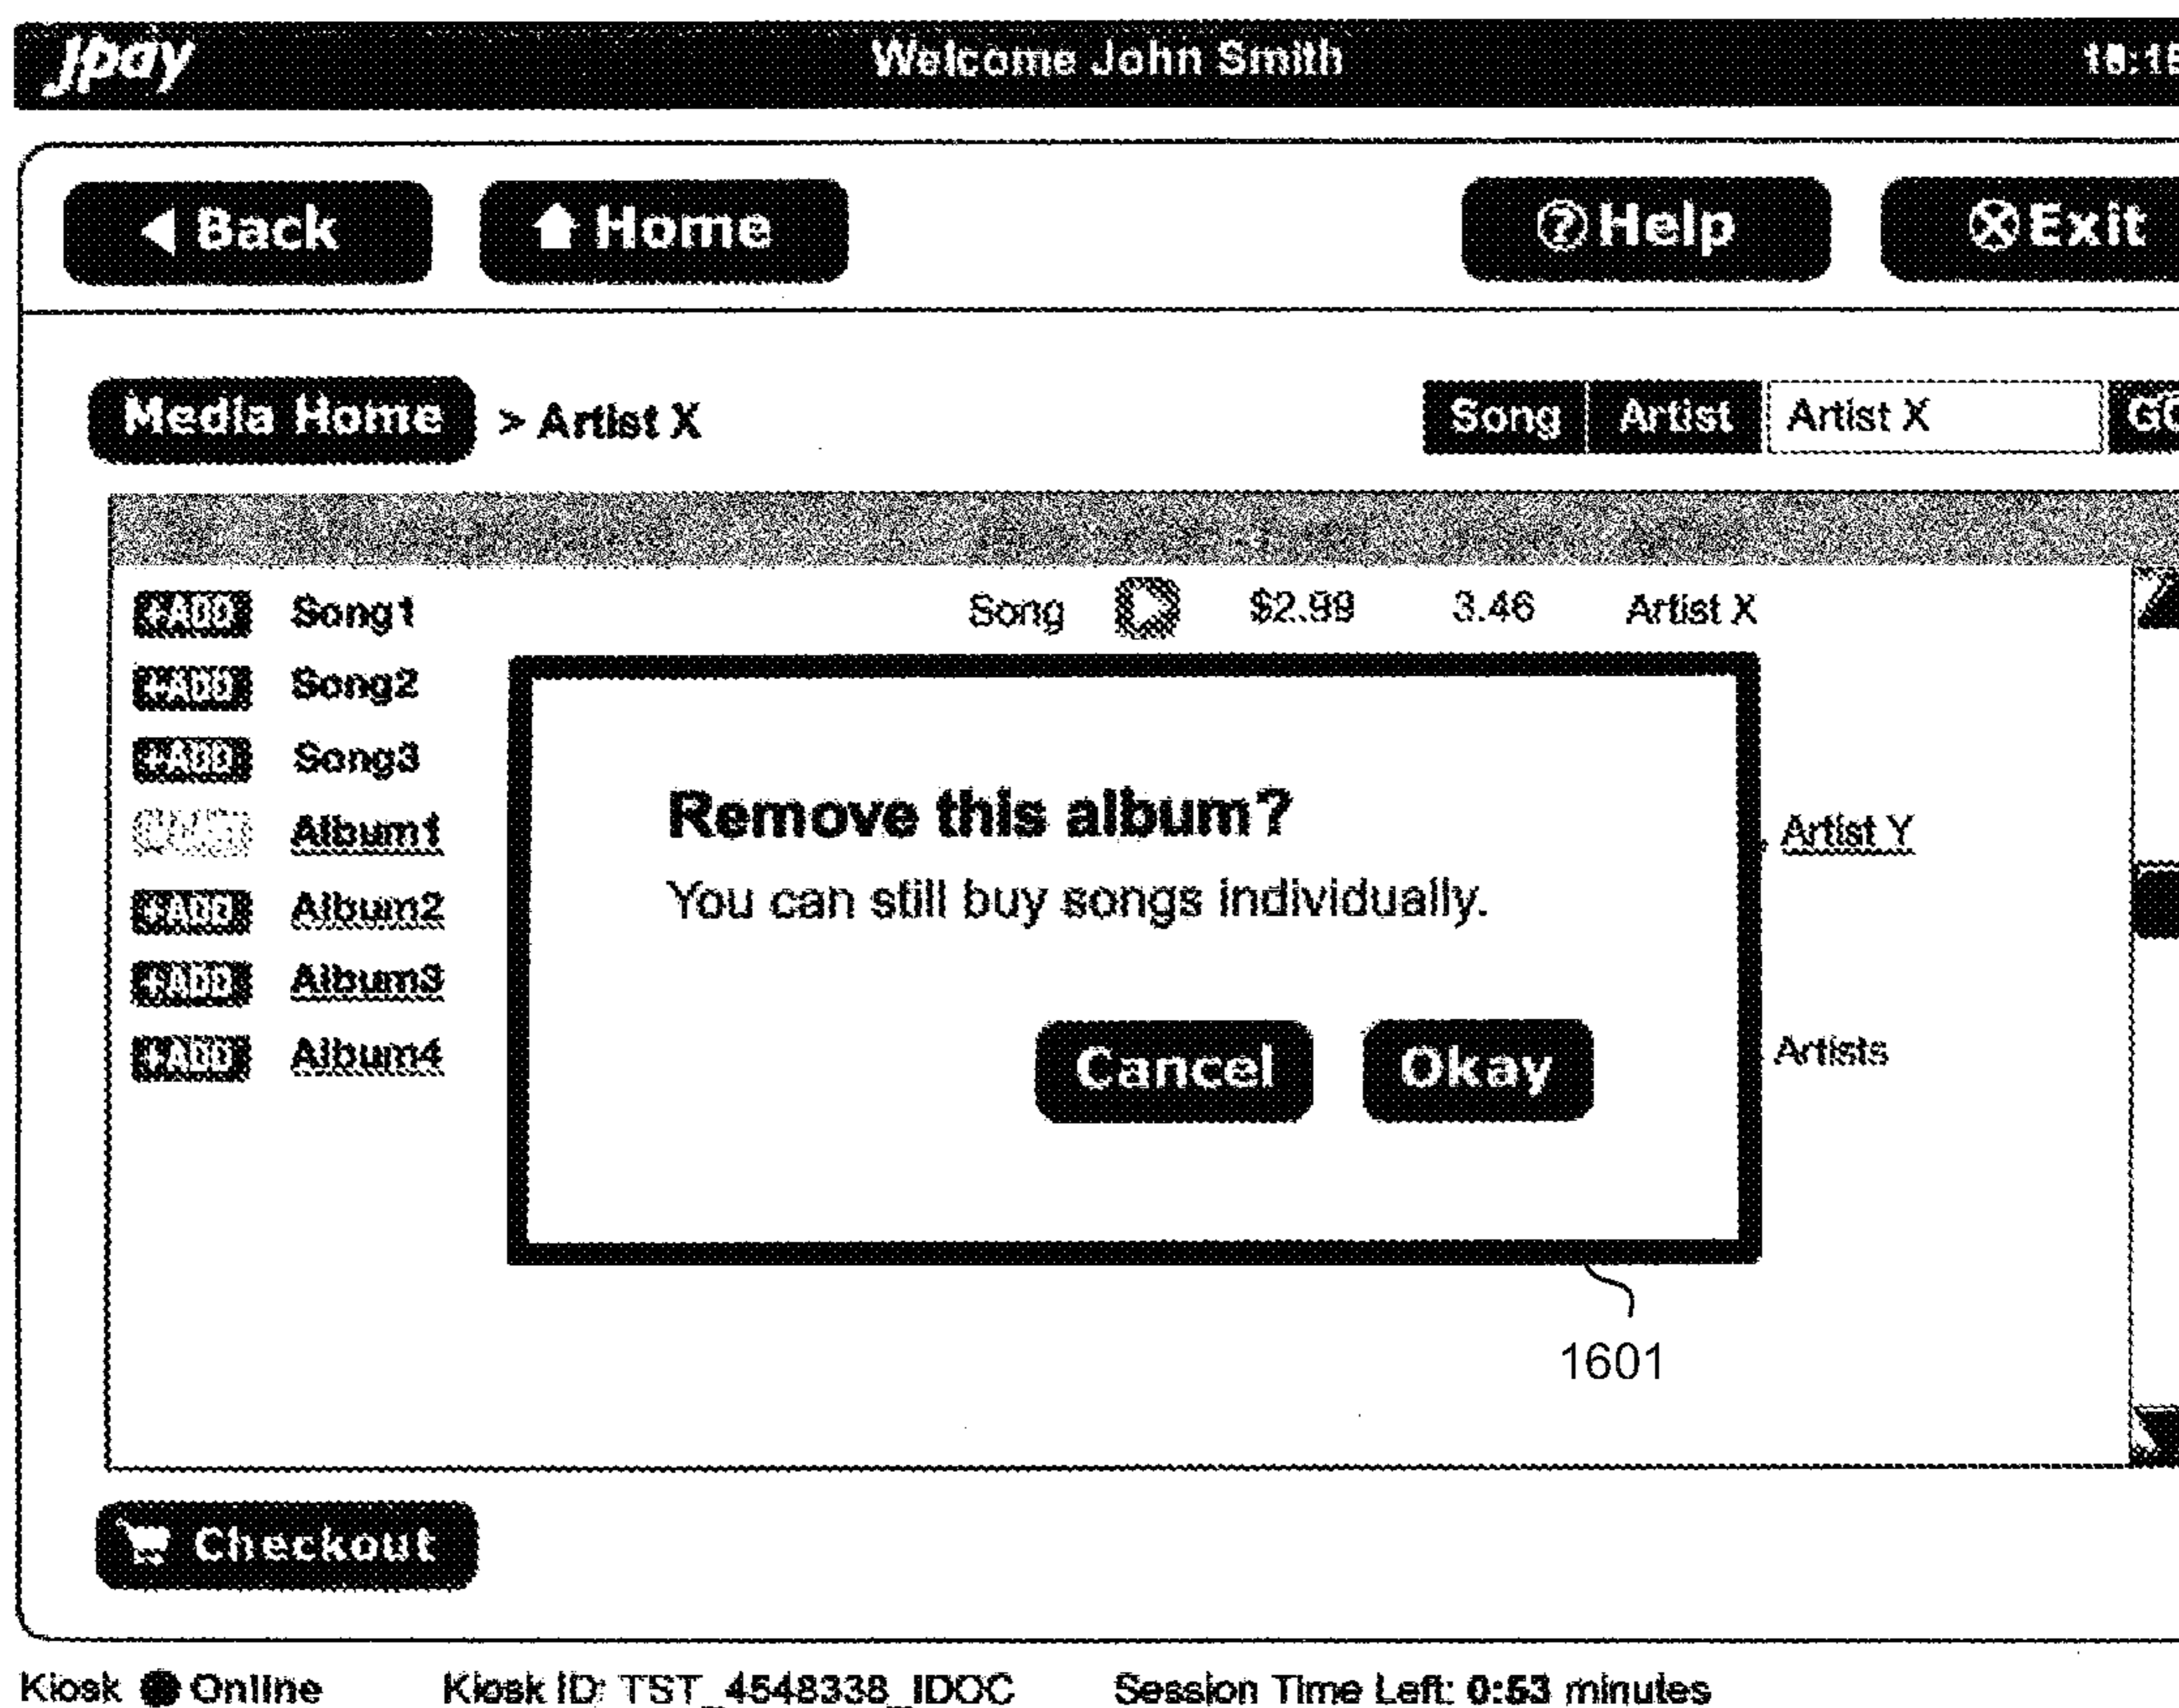 jpay Welcome John Smith
Back Home Help Exit
Media Home > Artist X Song Artist Artist X
+ADD Song1 Song $2.99 3.46 Artist X
+ADD Song2
+ADD Song3
Album1 Artist Y
+ADD Album2
+ADD Album3
+ADD Album4 Artists
Remove this album?
You can still buy songs individually.
Cancel Okay
1601
Checkout
Kiosk Online Kiosk ID: TST_4548338_IDOC Session Time Left: 0:53 minutes